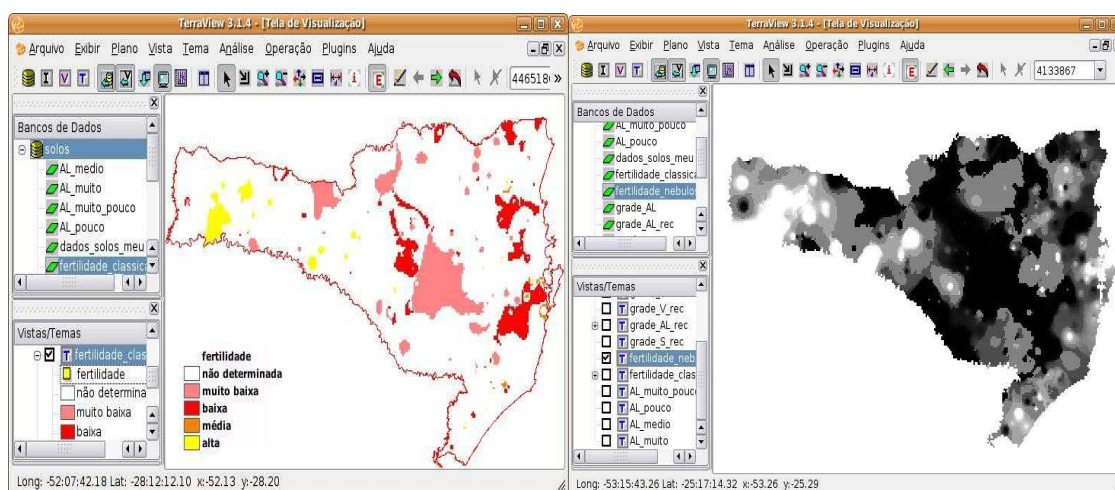 TerraView 3.1.4 - [Tela de Visualização]
Arquivo Exibir Plano Vista Tema Análise Operação Plugins Ajuda
446518
Bancos de Dados
solos
AL_medio
AL_muito
AL_muito_pouco
AL_pouco
dados_solos_meu
fertilidade_classica
Vistas/Temas
fertilidade_clas
fertilidade
não determina
muito baixa
baixa
fertilidade
não determinada
muito baixa
baixa
média
alta
Long: -52:07:42.18 Lat: -28:12:12.10 x:-52.13 y:-28.20
TerraView 3.1.4 - [Tela de Visualização]
Arquivo Exibir Plano Vista Tema Análise Operação Plugins Ajuda
4133867
Bancos de Dados
AL_muito_pouco
AL_pouco
dados_solos_meu
fertilidade_classica
fertilidade_nebulos
grade_AL
grade_AL_rec
Vistas/Temas
grade_V_rec
grade_AL_rec
grade_S_rec
fertilidade_neb
fertilidade_clas
AL_muito_pouc
AL_pouco
AL_medio
AL_muito
Long: -53:15:43.26 Lat: -25:17:14.32 x:-53.26 y:-25.29